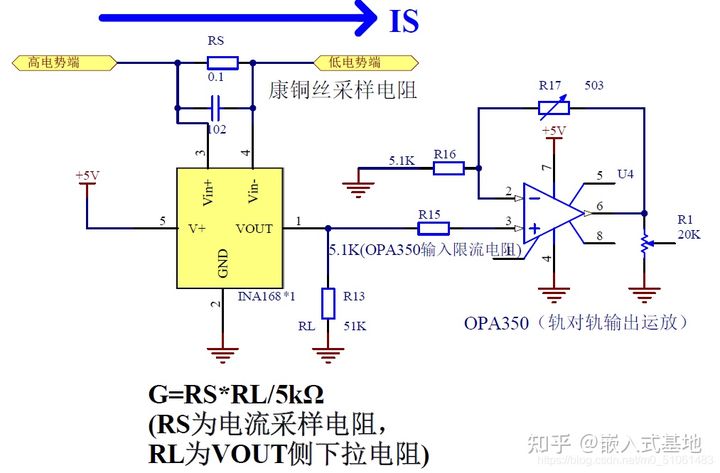 IS
RS
高电势端
低电势端
0.1
康铜丝采样电阻
102
R17
503
3
4
+5V
5.1K
R16
+5V
7
5
U4
Vin+
Vin-
2
6
R1
20K
5
V+
VOUT
1
R15
3
8
5.1K(OPA350输入限流电阻)
1
4
GND
2
INA168*1
R13
RL
51K
OPA350（轨对轨输出运放）
G=RS*RL/5kΩ
(RS为电流采样电阻，
RL为VOUT侧下拉电阻)
知乎 @嵌入式基地